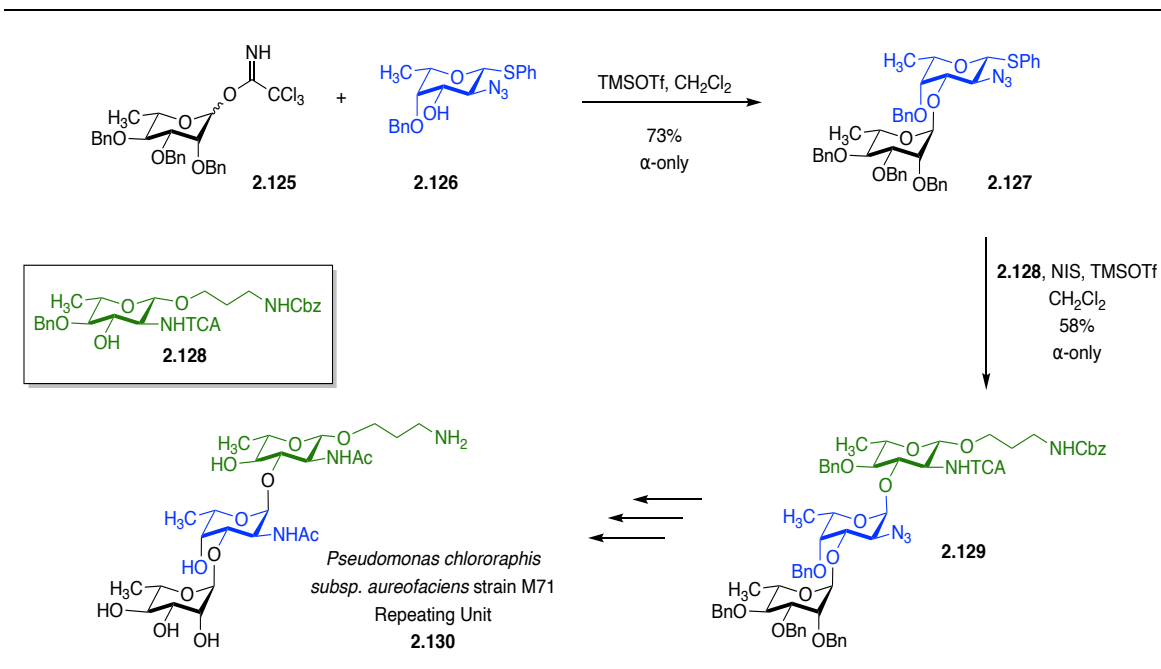 NH
O
CCl3
H3C
O
BnO
OBn
OBn
2.125
+
H3C
O
SPh
N3
OH
BnO
2.126
TMSOTf, CH2Cl2
73%
α-only
H3C
O
SPh
N3
BnO
O
H3C
O
BnO
OBn
OBn
2.127
2.128, NIS, TMSOTf
CH2Cl2
58%
α-only
H3C
O
O
NHCbz
BnO
NHTCA
OH
2.128
H3C
O
O
NH2
HO
NHAc
O
H3C
O
NHAc
HO
O
H3C
O
HO
OH
OH
Pseudomonas chlororaphis
subsp. aureofaciens strain M71
Repeating Unit
2.130
H3C
O
O
NHCbz
BnO
NHTCA
O
H3C
O
N3
BnO
O
H3C
O
BnO
OBn
OBn
2.129